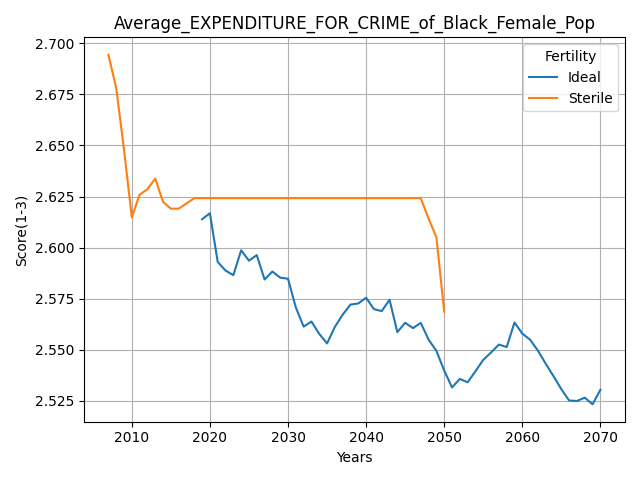 Average_EXPENDITURE_FOR_CRIME_of_Black_Female_Pop
Fertility
Ideal
Sterile
2.700
2.675
2.650
2.625
2.600
2.575
2.550
2.525
Score(1-3)
2010 2020 2030 2040 2050 2060 2070
Years